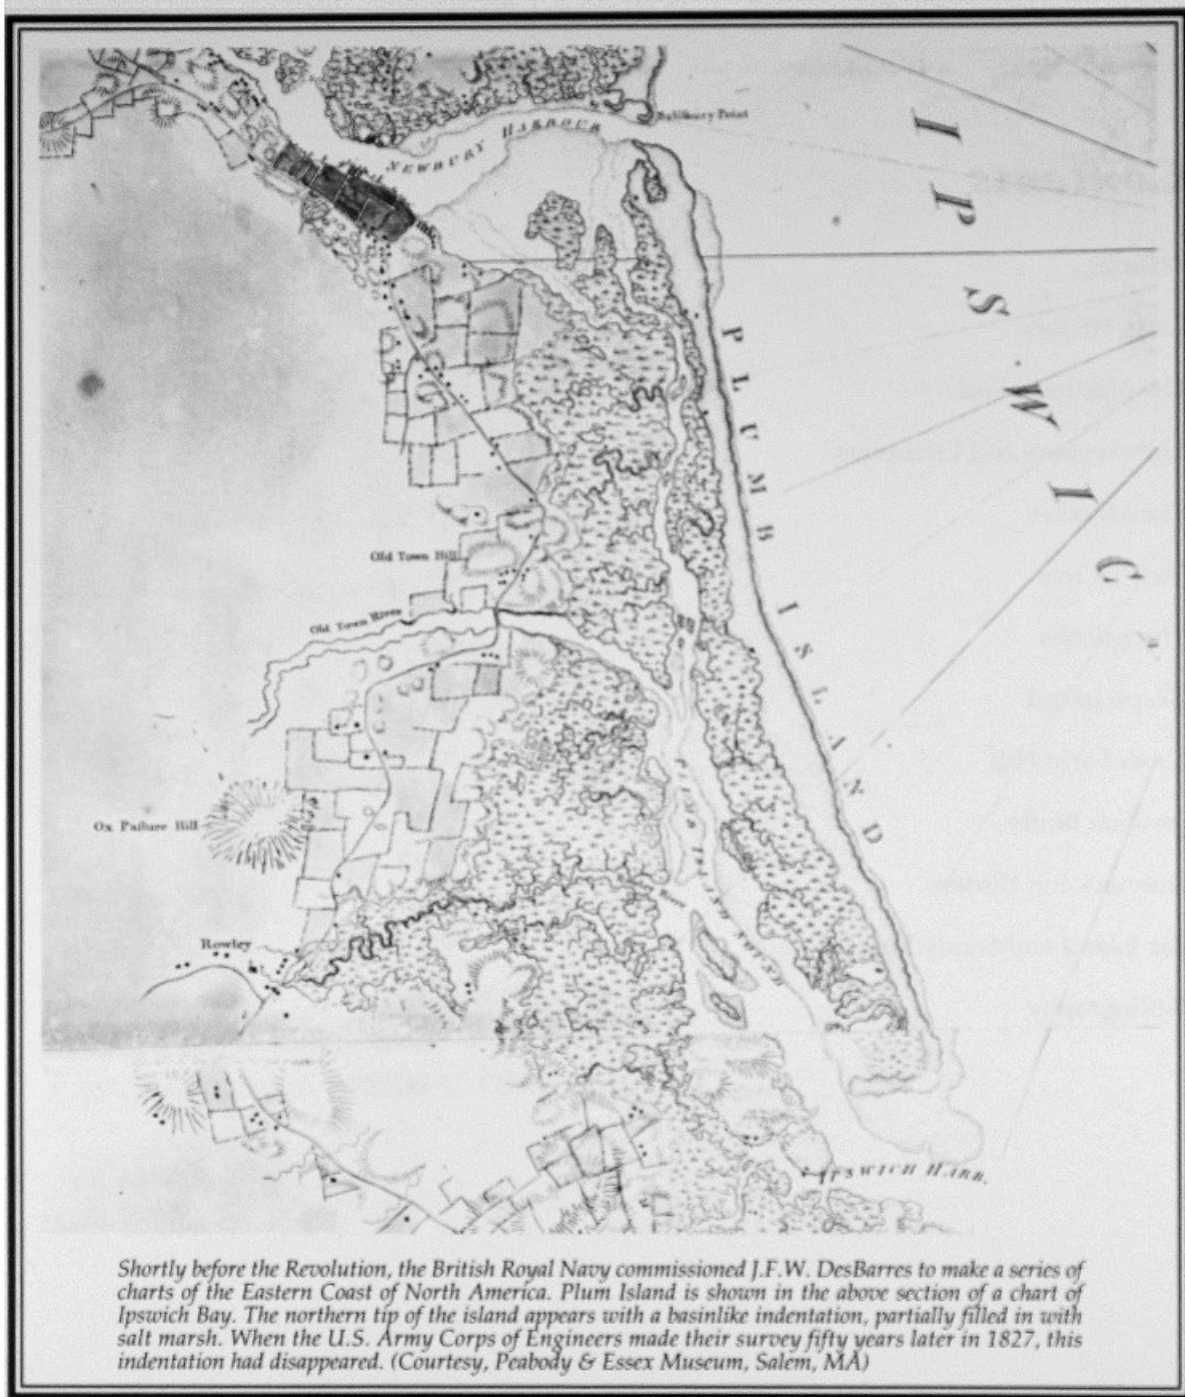 Salisbury Point
NEWBURY HARBOUR
I P S W I C
PLUMB ISLAND
Old Town Hill
Old Town River
Ox Pasture Hill
PLUMB ISLAND SOUND
Rowley
IPSWICH HARR.
Shortly before the Revolution, the British Royal Navy commissioned J.F.W. DesBarres to make a series of
charts of the Eastern Coast of North America. Plum Island is shown in the above section of a chart of
Ipswich Bay. The northern tip of the island appears with a basinlike indentation, partially filled in with
salt marsh. When the U.S. Army Corps of Engineers made their survey fifty years later in 1827, this
indentation had disappeared. (Courtesy, Peabody & Essex Museum, Salem, MA)